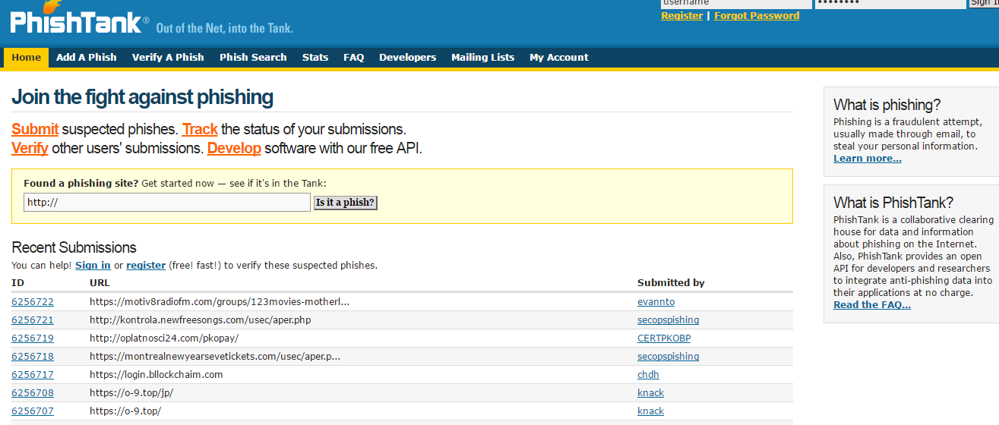 username •••••••• Sign I
PhishTank® Out of the Net, into the Tank.
Register | Forgot Password
Home Add A Phish Verify A Phish Phish Search Stats FAQ Developers Mailing Lists My Account
Join the fight against phishing
Submit suspected phishes. Track the status of your submissions.
Verify other users' submissions. Develop software with our free API.
Found a phishing site? Get started now — see if it's in the Tank:
http:// Is it a phish?
Recent Submissions
You can help! Sign in or register (free! fast!) to verify these suspected phishes.
ID URL Submitted by
6256722 https://motiv8radiofm.com/groups/123movies-motherl... evannto
6256721 http://kontrola.newfreesongs.com/usec/aper.php secopspishing
6256719 http://oplatnosci24.com/pkopay/ CERTPKOBP
6256718 https://montrealnewyearsevetickets.com/usec/aper.p... secopspishing
6256717 https://login.bllockchaim.com chdh
6256708 https://o-9.top/jp/ knack
6256707 https://o-9.top/ knack
What is phishing?
Phishing is a fraudulent attempt,
usually made through email, to
steal your personal information.
Learn more...
What is PhishTank?
PhishTank is a collaborative clearing
house for data and information
about phishing on the Internet.
Also, PhishTank provides an open
API for developers and researchers
to integrate anti-phishing data into
their applications at no charge.
Read the FAQ...